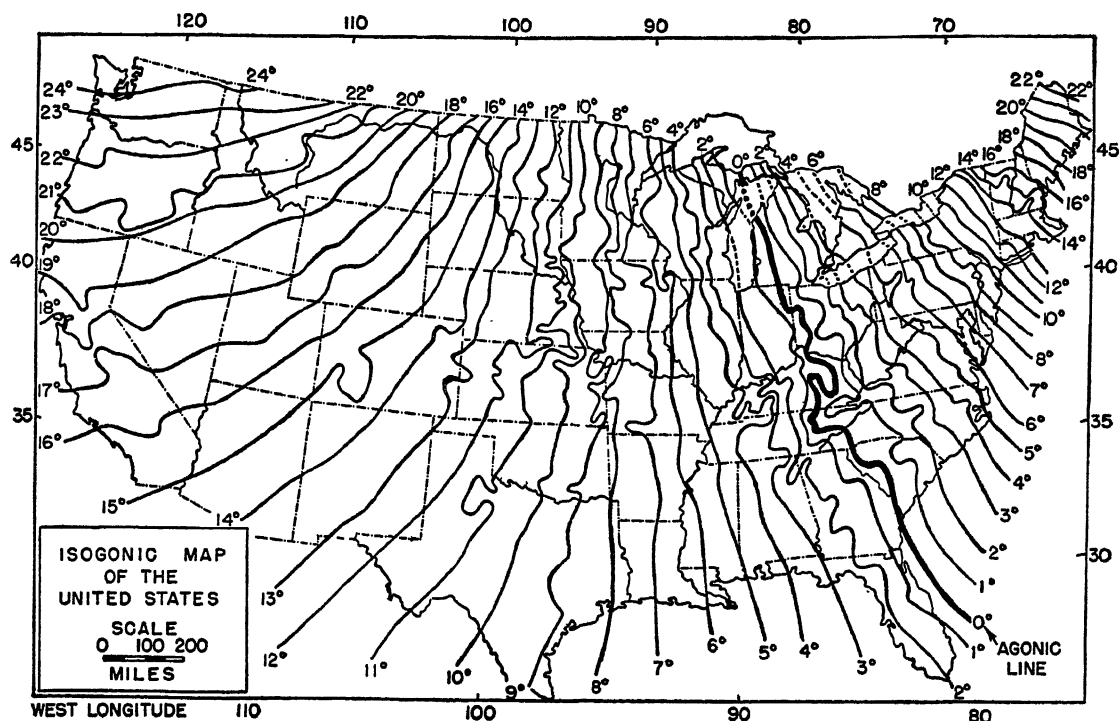 120 110 100 90 80 70
24° 24° 22° 20° 18° 16° 14° 12° 10° 8° 6° 4° 2° 0° 2° 4° 6° 8° 10° 12° 14° 16° 18° 20° 22° 22°
23°
45 45
22° 18°
21° 16°
20° 14°
40 40
19° 12°
18° 10°
8°
17° 7°
35 35
16° 6°
5°
4°
15° 3°
14° 2°
30
ISOGONIC MAP
OF THE
UNITED STATES
SCALE
0 100 200
MILES
13° 1°
0°
12° 11° 10° 9° 8° 7° 6° 5° 4° 3° 2° 1°
AGONIC
LINE
WEST LONGITUDE 110 100 90 80